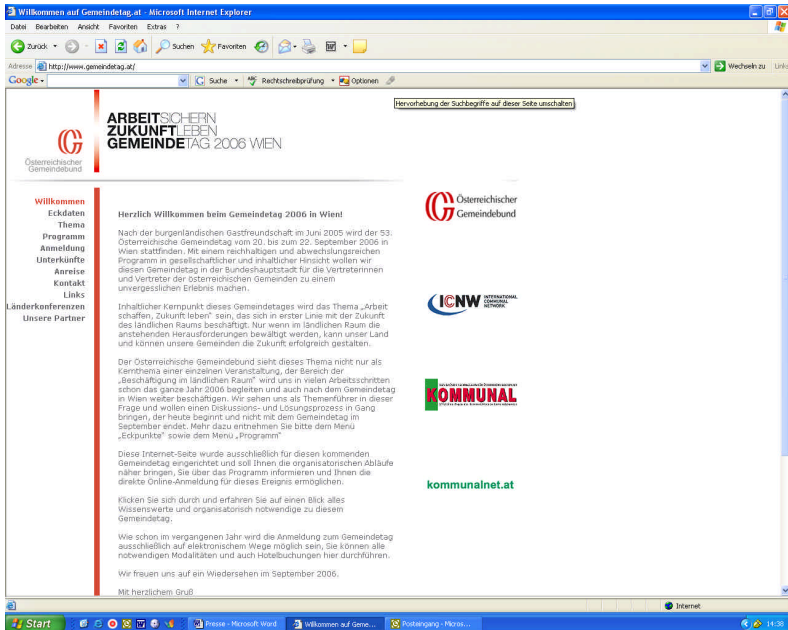 Willkommen auf Gemeindetag.at - Microsoft Internet Explorer
Datei Bearbeiten Ansicht Favoriten Extras ?
Zurück Suchen Favoriten
Adresse http://www.gemeindetag.at/ Wechseln zu Links
Google Suche Rechtschreibprüfung Optionen
Hervorhebung der Suchbegriffe auf dieser Seite umschalten
ARBEITSICHERN
ZUKUNFTLEBEN
GEMEINDETAG 2006 WIEN
Österreichischer
Gemeindebund
Willkommen
Eckdaten
Thema
Programm
Anmeldung
Unterkünfte
Anreise
Kontakt
Links
Länderkonferenzen
Unsere Partner
Herzlich Willkommen beim Gemeindetag 2006 in Wien!
Nach der burgenländischen Gastfreundschaft im Juni 2005 wird der 53.
Österreichische Gemeindetag vom 20. bis zum 22. September 2006 in
Wien stattfinden. Mit einem reichhaltigen und abwechslungsreichen
Programm in gesellschaftlicher und inhaltlicher Hinsicht wollen wir
diesen Gemeindetag in der Bundeshauptstadt für die Vertreterinnen
und Vertreter der österreichischen Gemeinden zu einem
unvergesslichen Erlebnis machen.
Inhaltlicher Kernpunkt dieses Gemeindetages wird das Thema „Arbeit
schaffen, Zukunft leben" sein, das sich in erster Linie mit der Zukunft
des ländlichen Raums beschäftigt. Nur wenn im ländlichen Raum die
anstehenden Herausforderungen bewältigt werden, kann unser Land
und können unsere Gemeinden die Zukunft erfolgreich gestalten.
Der Österreichische Gemeindebund sieht dieses Thema nicht nur als
Kernthema einer einzelnen Veranstaltung, der Bereich der
„Beschäftigung im ländlichen Raum" wird uns in vielen Arbeitsschritten
schon das ganze Jahr 2006 begleiten und auch nach dem Gemeindetag
in Wien weiter beschäftigen. Wir sehen uns als Themenführer in dieser
Frage und wollen einen Diskussions- und Lösungsprozess in Gang
bringen, der heute beginnt und nicht mit dem Gemeindetag im
September endet. Mehr dazu entnehmen Sie bitte dem Menü
„Eckpunkte" sowie dem Menü „Programm"
Diese Internet-Seite wurde ausschließlich für diesen kommenden
Gemeindetag eingerichtet und soll Ihnen die organisatorischen Abläufe
näher bringen, Sie über das Programm informieren und Ihnen die
direkte Online-Anmeldung für dieses Ereignis ermöglichen.
Klicken Sie sich durch und erfahren Sie auf einen Blick alles
Wissenswerte und organisatorisch notwendige zu diesem
Gemeindetag.
Wie schon im vergangenen Jahr wird die Anmeldung zum Gemeindetag
ausschließlich auf elektronischem Wege möglich sein, Sie können alle
notwendigen Modalitäten und auch Hotelbuchungen hier durchführen.
Wir freuen uns auf ein Wiedersehen im September 2006.
Mit herzlichem Gruß
Österreichischer
Gemeindebund
ICNW INTERNATIONAL
COMMUNAL
NETWORK
KOMMUNAL
kommunalnet.at
Internet
Start Presse - Microsoft Word Willkommen auf Geme... Posteingang - Micros... 14:38